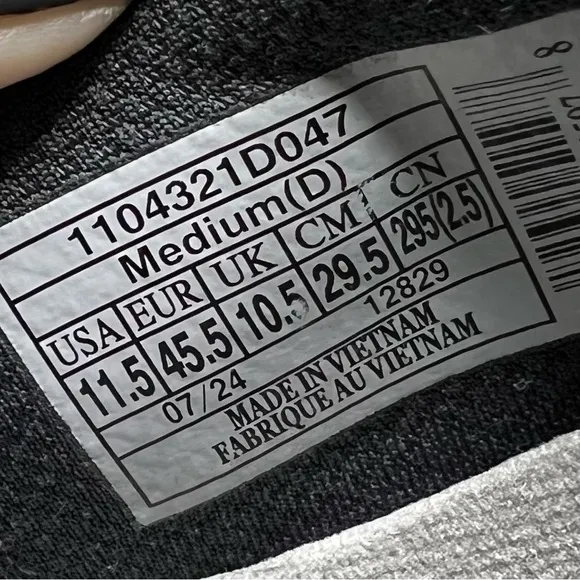 1104321D047
Medium(D)
USA EUR UK CM CN
11.5 45.5 10.5 29.5 295(2.5)
07/24 12829
MADE IN VIETNAM
FABRIQUE AU VIETNAM
8